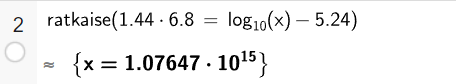 2 ratkaise(1.44 · 6.8 = log₁₀(x) − 5.24)
≈ {x = 1.07647 · 10¹⁵}